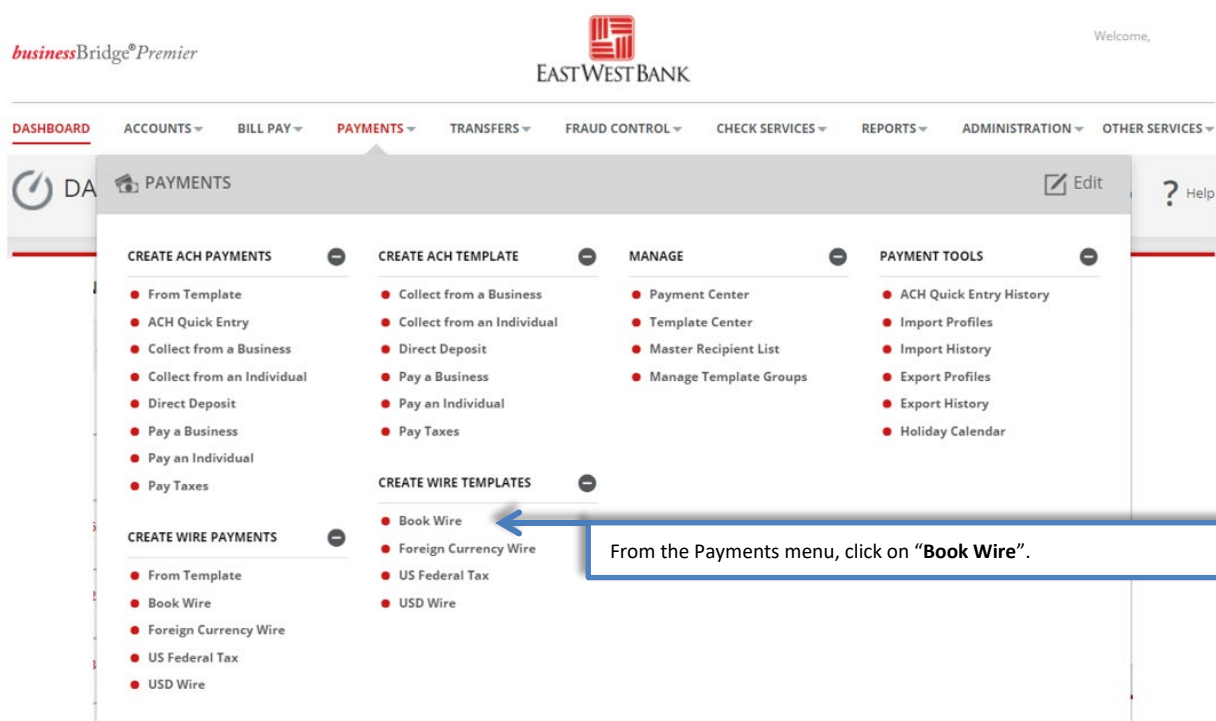 businessBridge®Premier
EASTWESTBANK
Welcome,
DASHBOARD ACCOUNTS BILL PAY PAYMENTS TRANSFERS FRAUD CONTROL CHECK SERVICES REPORTS ADMINISTRATION OTHER SERVICES
DA
PAYMENTS
Edit
? Help
CREATE ACH PAYMENTS
From Template
ACH Quick Entry
Collect from a Business
Collect from an Individual
Direct Deposit
Pay a Business
Pay an Individual
Pay Taxes
CREATE WIRE PAYMENTS
From Template
Book Wire
Foreign Currency Wire
US Federal Tax
USD Wire
CREATE ACH TEMPLATE
Collect from a Business
Collect from an Individual
Direct Deposit
Pay a Business
Pay an Individual
Pay Taxes
CREATE WIRE TEMPLATES
Book Wire
Foreign Currency Wire
US Federal Tax
USD Wire
MANAGE
Payment Center
Template Center
Master Recipient List
Manage Template Groups
PAYMENT TOOLS
ACH Quick Entry History
Import Profiles
Import History
Export Profiles
Export History
Holiday Calendar
From the Payments menu, click on “Book Wire”.